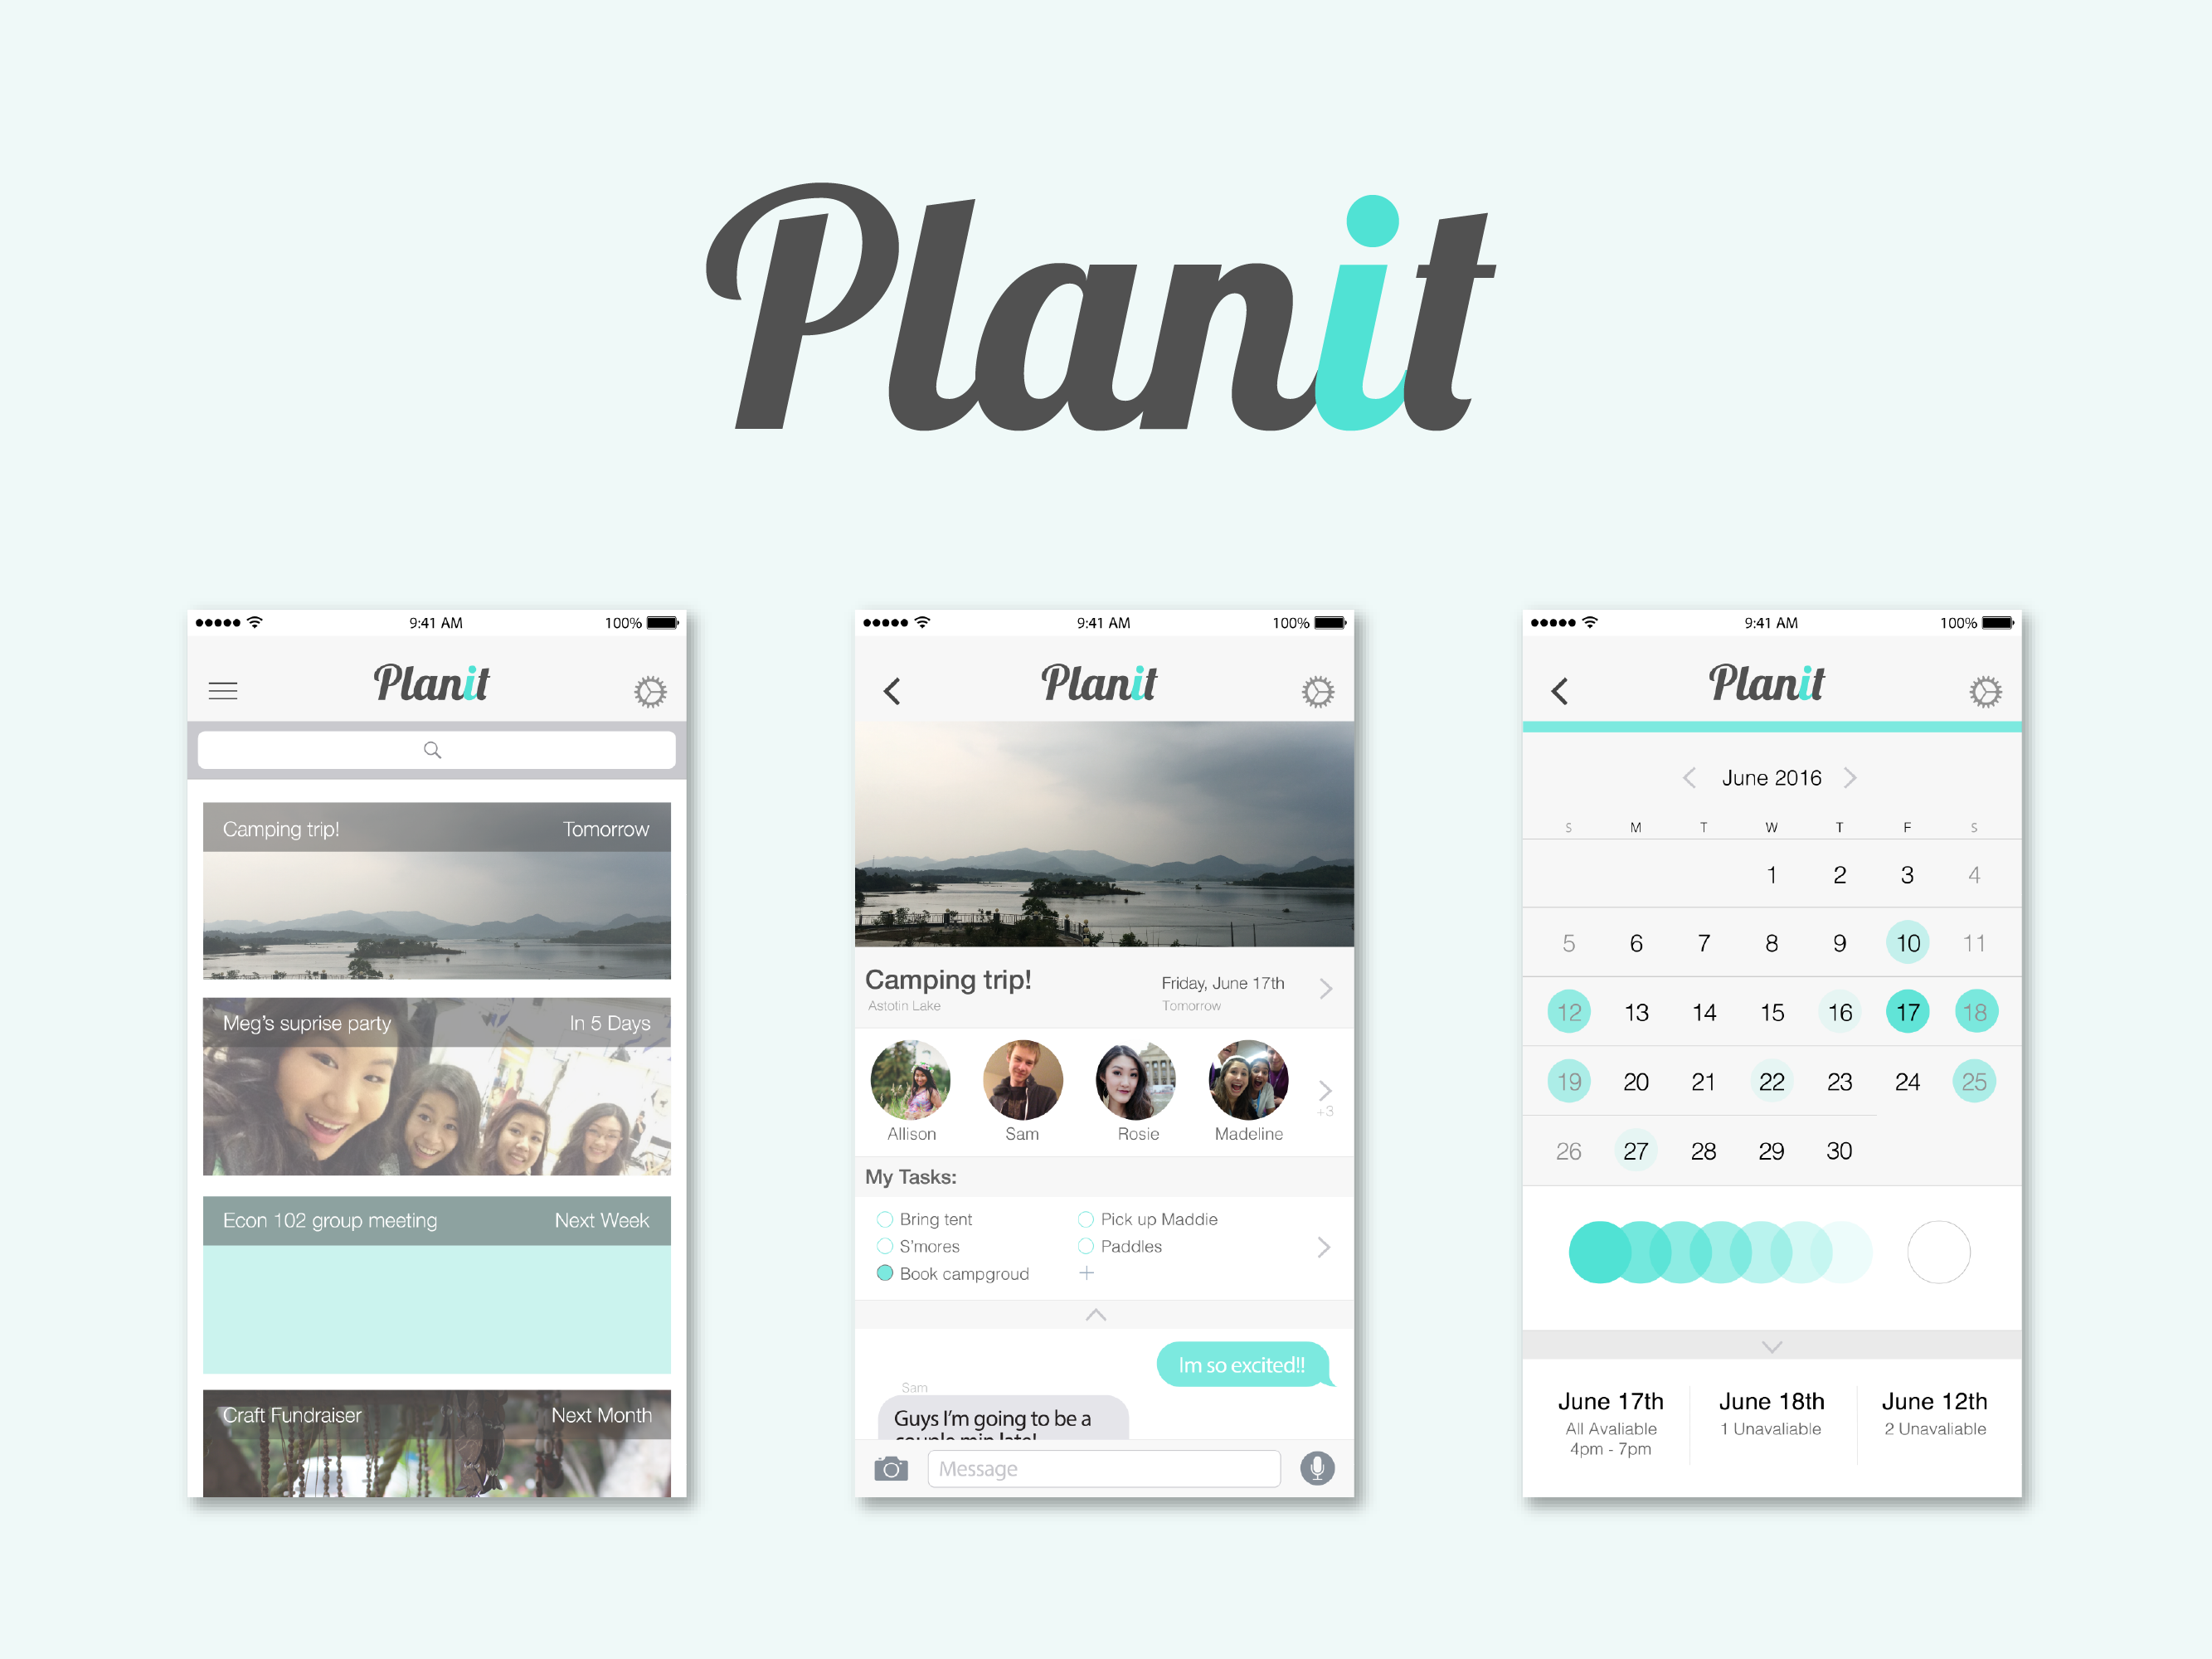 Planit
9:41 AM 100%
Planit
Camping trip! Tomorrow
Meg's suprise party In 5 Days
Econ 102 group meeting Next Week
Craft Fundraiser Next Month
9:41 AM 100%
Planit
Camping trip! Friday, June 17th
Astotin Lake Tomorrow
+3
Allison Sam Rosie Madeline
My Tasks:
Bring tent Pick up Maddie
S'mores Paddles
Book campgroud +
Im so excited!!
Sam
Guys I'm going to be a
couple min late!
Message
9:41 AM 100%
Planit
June 2016
S M T W T F S
1 2 3 4
5 6 7 8 9 10 11
12 13 14 15 16 17 18
19 20 21 22 23 24 25
26 27 28 29 30
June 17th June 18th June 12th
All Avaliable 1 Unavaliable 2 Unavaliable
4pm - 7pm